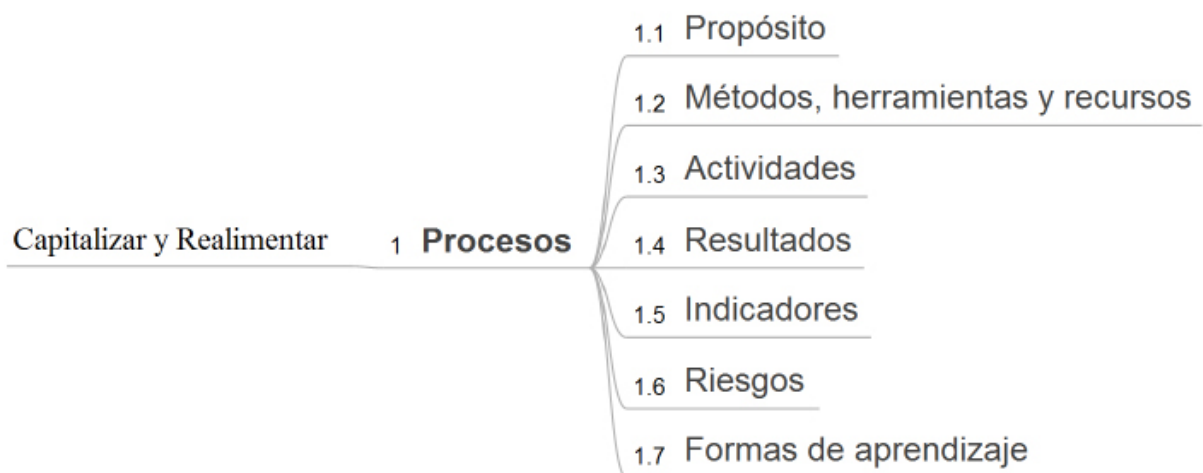 Capitalizar y Realimentar
1 Procesos
1.1 Propósito
1.2 Métodos, herramientas y recursos
1.3 Actividades
1.4 Resultados
1.5 Indicadores
1.6 Riesgos
1.7 Formas de aprendizaje